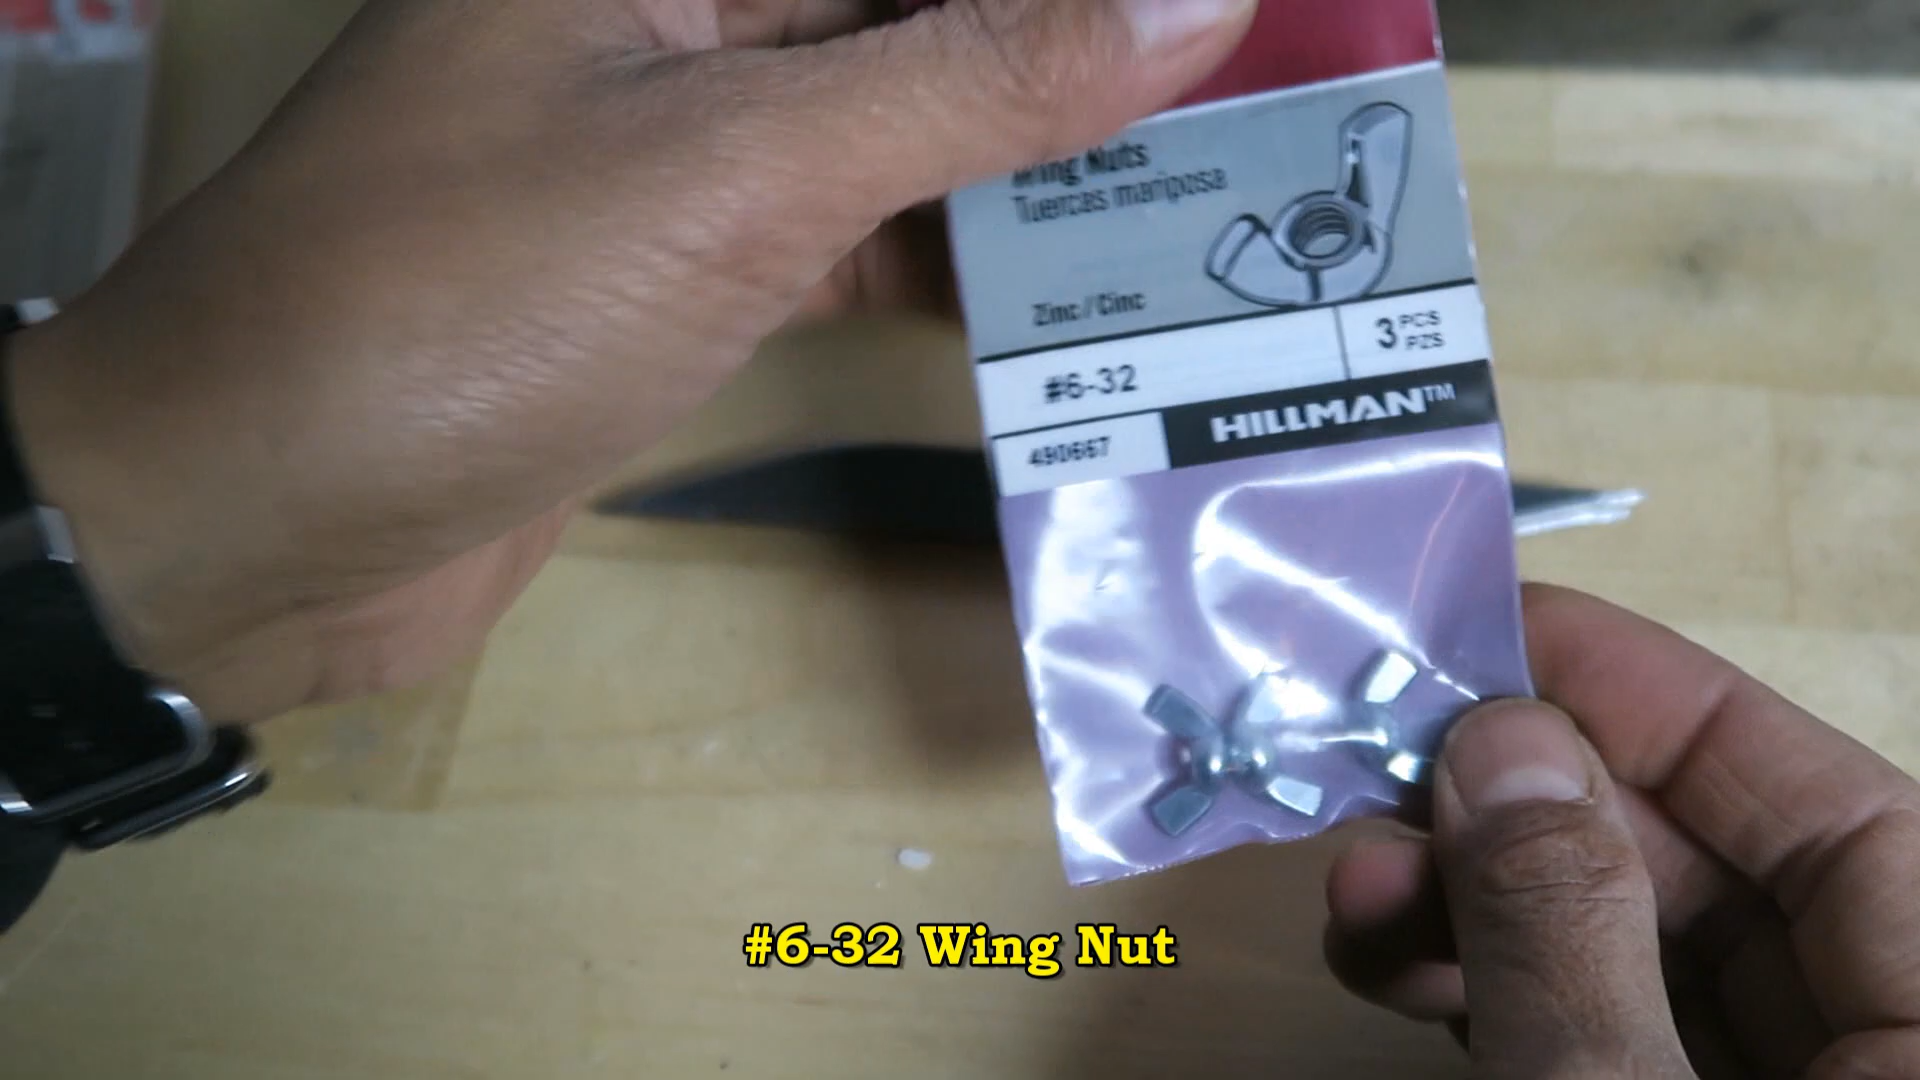 Wing Nuts
Tuercas mariposa
Zinc / Cinc
#6-32
3 PCS
PZS
490667
HILLMAN™
#6-32 Wing Nut